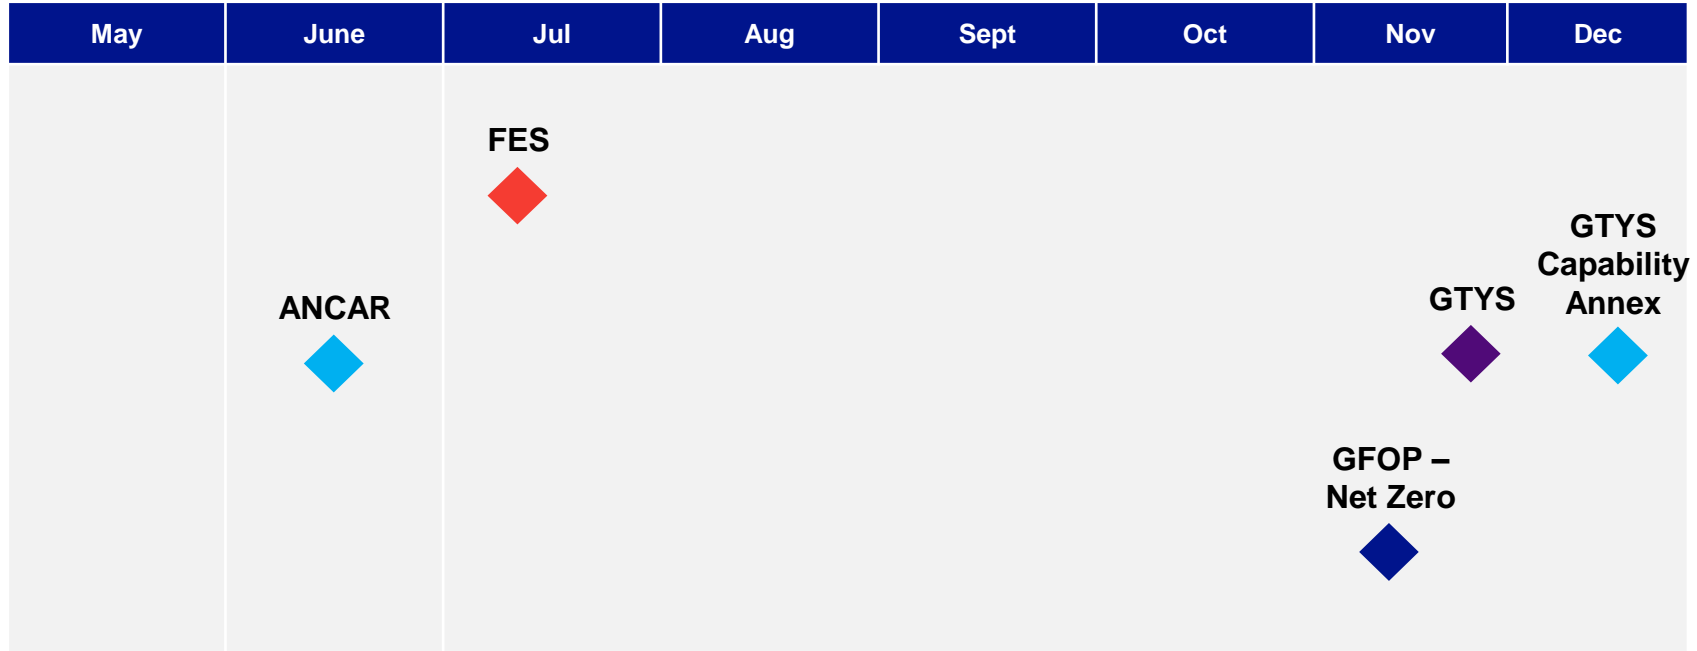 May
June
Jul
Aug
Sept
Oct
Nov
Dec
FES
ANCAR
GTYS
GTYS
Capability
Annex
GFOP –
Net Zero